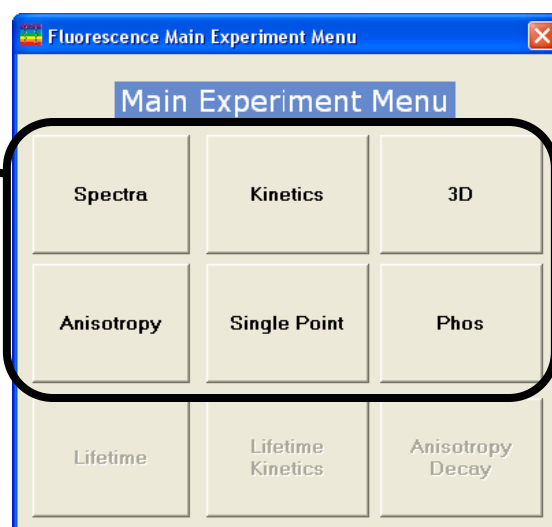 Fluorescence Main Experiment Menu
Main Experiment Menu
Spectra
Kinetics
3D
Anisotropy
Single Point
Phos
Lifetime
Lifetime
Kinetics
Anisotropy
Decay